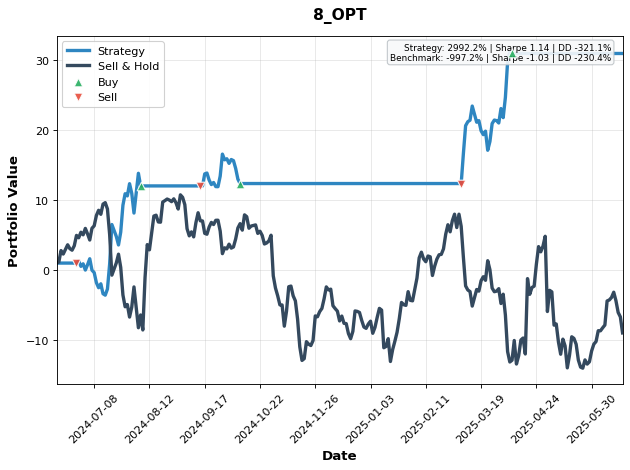 8_OPT
Strategy
Sell & Hold
Buy
Sell
Strategy: 2992.2% | Sharpe 1.14 | DD -321.1%
Benchmark: -997.2% | Sharpe -1.03 | DD -230.4%
Portfolio Value
30
20
10
0
−10
2024-07-08
2024-08-12
2024-09-17
2024-10-22
2024-11-26
2025-01-03
2025-02-11
2025-03-19
2025-04-24
2025-05-30
Date